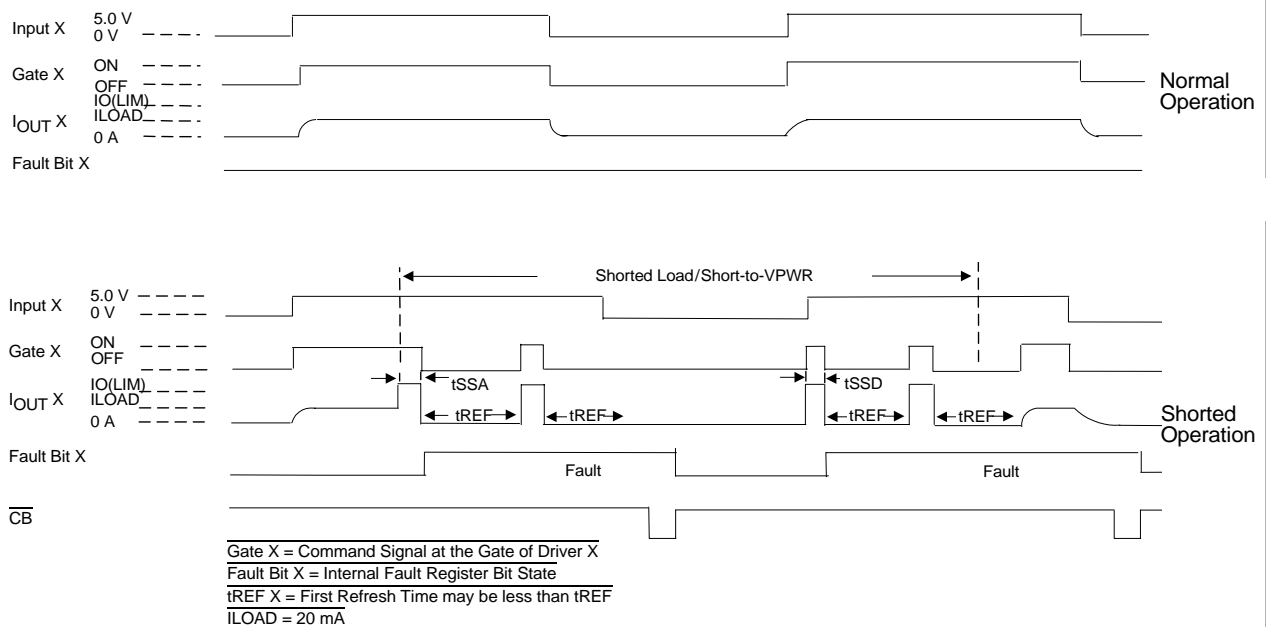 Input X 5.0 V
0 V
Gate X ON
OFF
IO(LIM)
IOUT X ILOAD
0 A
Fault Bit X
Normal
Operation
Shorted Load/Short-to-VPWR
Input X 5.0 V
0 V
Gate X ON
OFF
IO(LIM)
IOUT X ILOAD
0 A
tSSA
tSSD
tREF
tREF
tREF
tREF
Shorted
Operation
Fault Bit X
Fault
Fault
CB
Gate X = Command Signal at the Gate of Driver X
Fault Bit X = Internal Fault Register Bit State
tREF X = First Refresh Time may be less than tREF
ILOAD = 20 mA